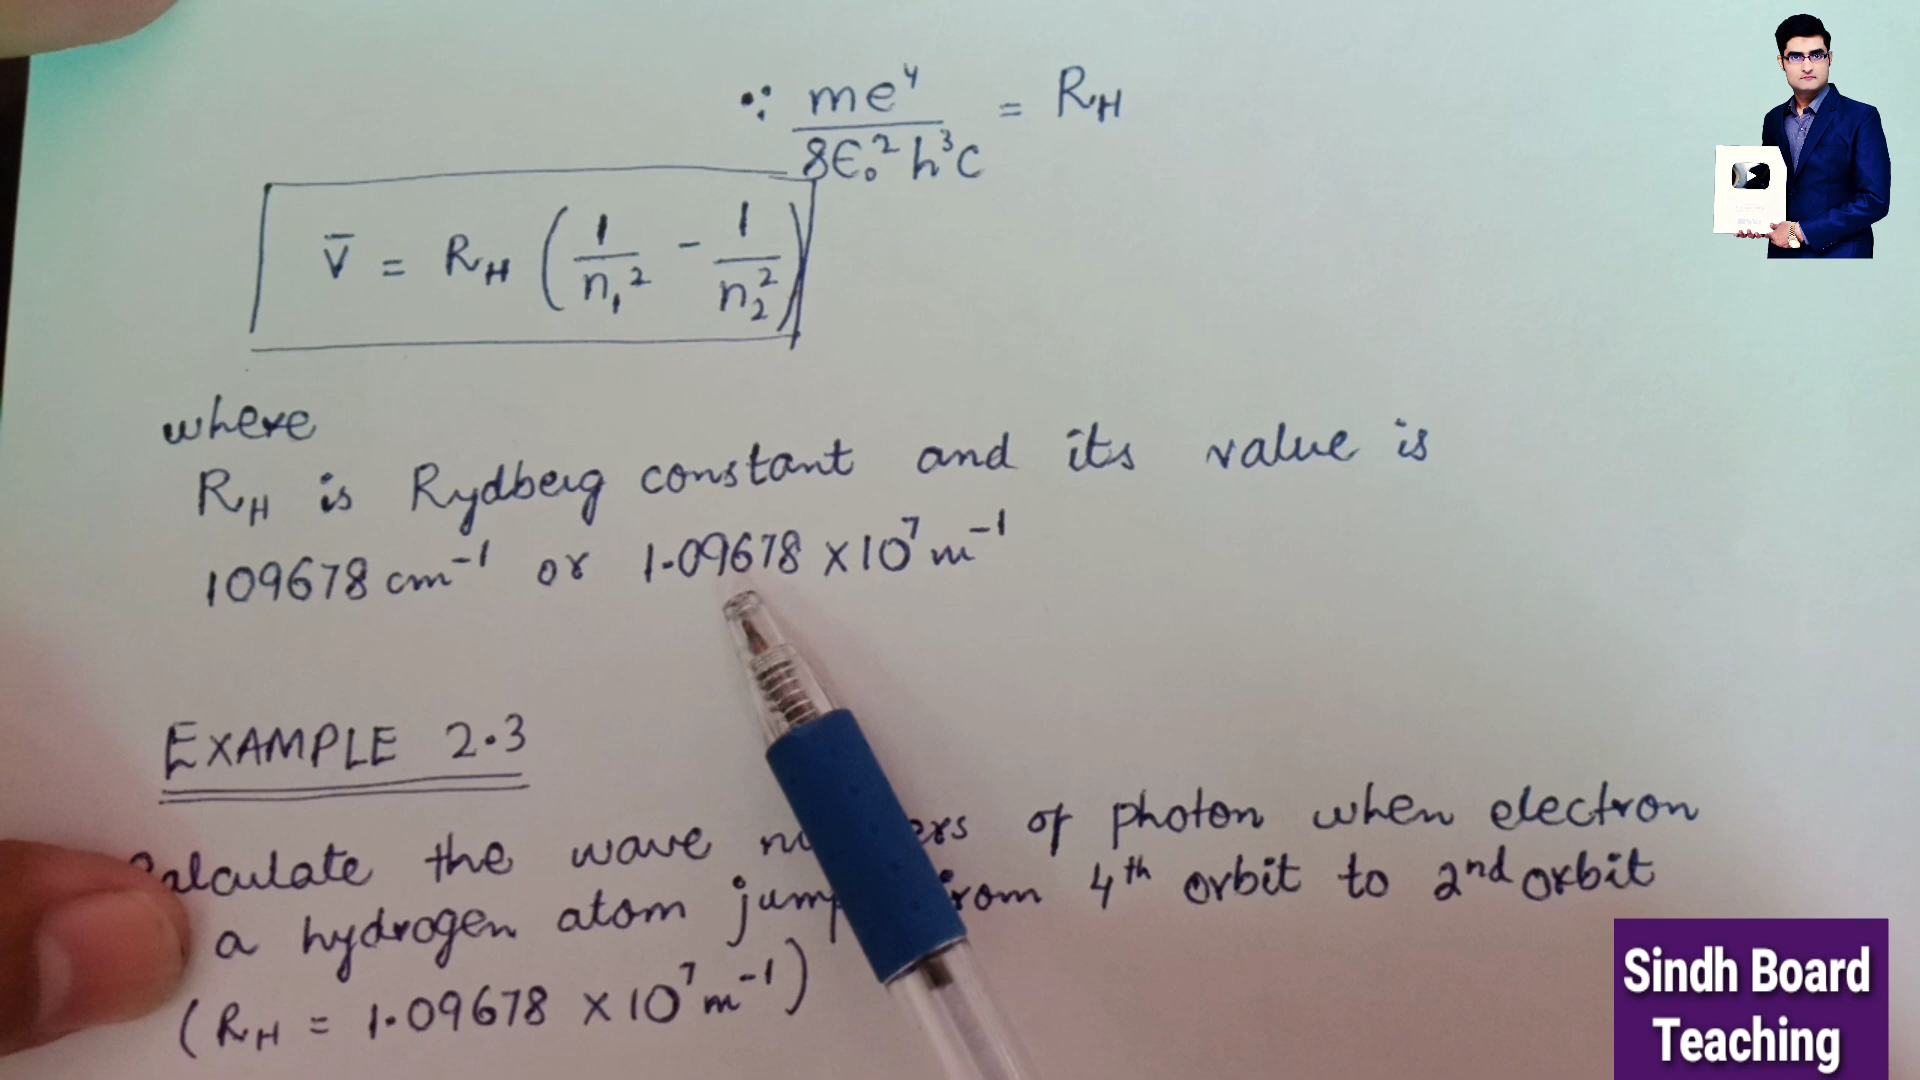 ∵ me⁴/8ϵ₀²h³c = R_H
v̄ = R_H (1/n₁² - 1/n₂²)
where
R_H is Rydberg constant and its value is
109678 cm⁻¹ or 1.09678 × 10⁷ m⁻¹
EXAMPLE 2.3
Calculate the wave of photon when electron
a hydrogen atom from 4th orbit to 2nd orbit
(R_H = 1.09678 × 10⁷ m⁻¹)
Sindh Board
Teaching